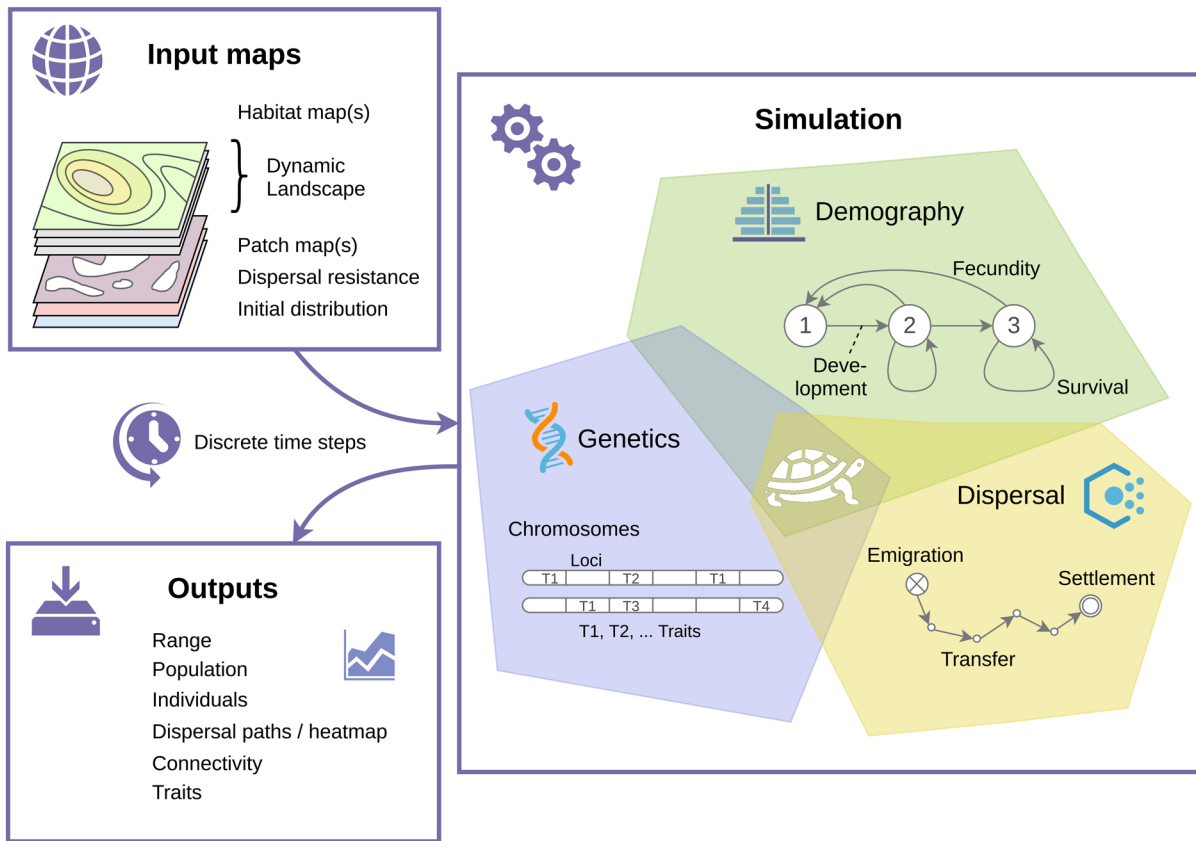 Input maps
Habitat map(s)
Dynamic
Landscape
Patch map(s)
Dispersal resistance
Initial distribution
Discrete time steps
Simulation
Demography
Fecundity
1
2
3
Deve-
lopment
Survival
Genetics
Chromosomes
Loci
T1 T2 T1
T1 T3 T4
T1, T2, ... Traits
Dispersal
Emigration
Settlement
Transfer
Outputs
Range
Population
Individuals
Dispersal paths / heatmap
Connectivity
Traits